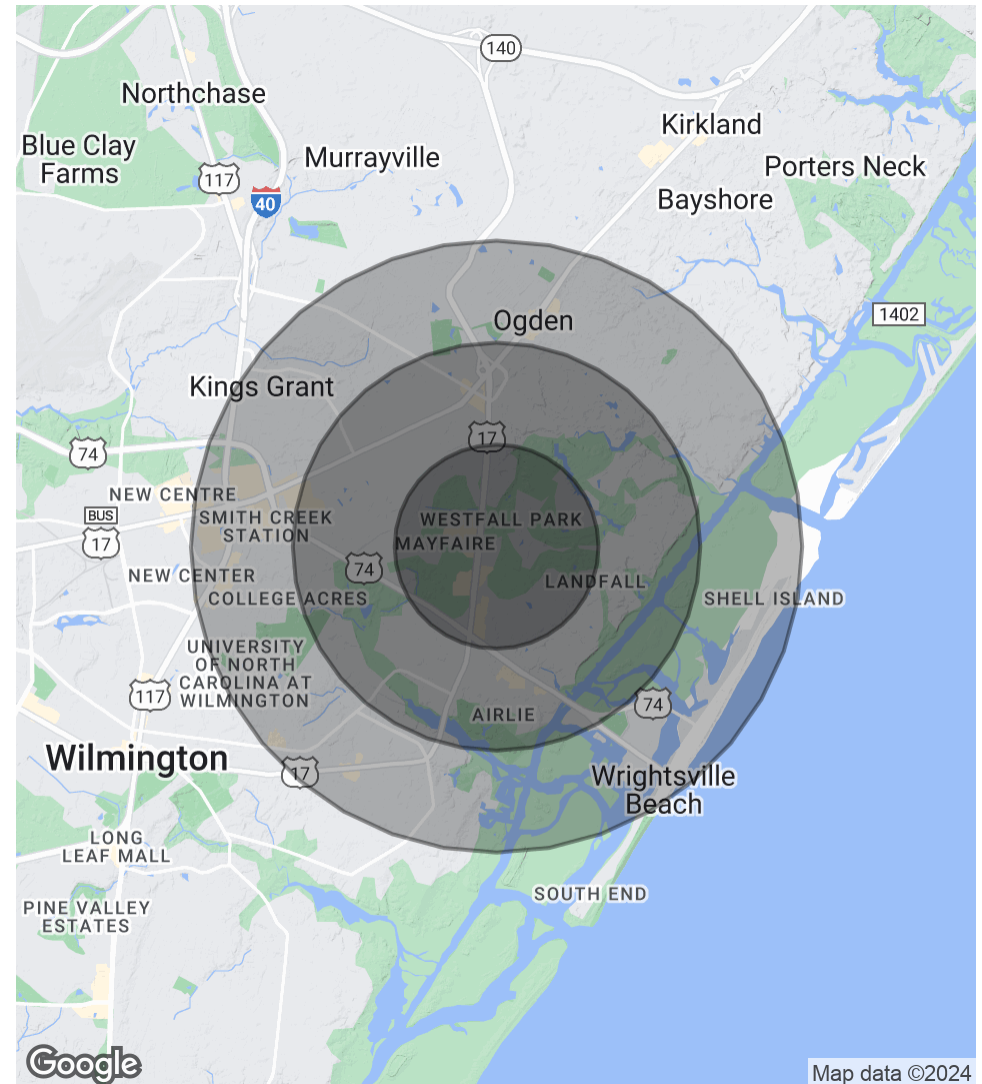 140
Northchase
Kirkland
Blue Clay
Farms
Murrayville
Porters Neck
117
Bayshore
40
1402
Ogden
Kings Grant
17
74
NEW CENTRE
BUS
17
SMITH CREEK
STATION
WESTFALL PARK
MAYFAIRE
74
NEW CENTER
LANDFALL
COLLEGE ACRES
SHELL ISLAND
UNIVERSITY
OF NORTH
CAROLINA AT
WILMINGTON
117
74
AIRLIE
Wilmington
17
Wrightsville
Beach
LONG
LEAF MALL
SOUTH END
PINE VALLEY
ESTATES
Google
Map data ©2024